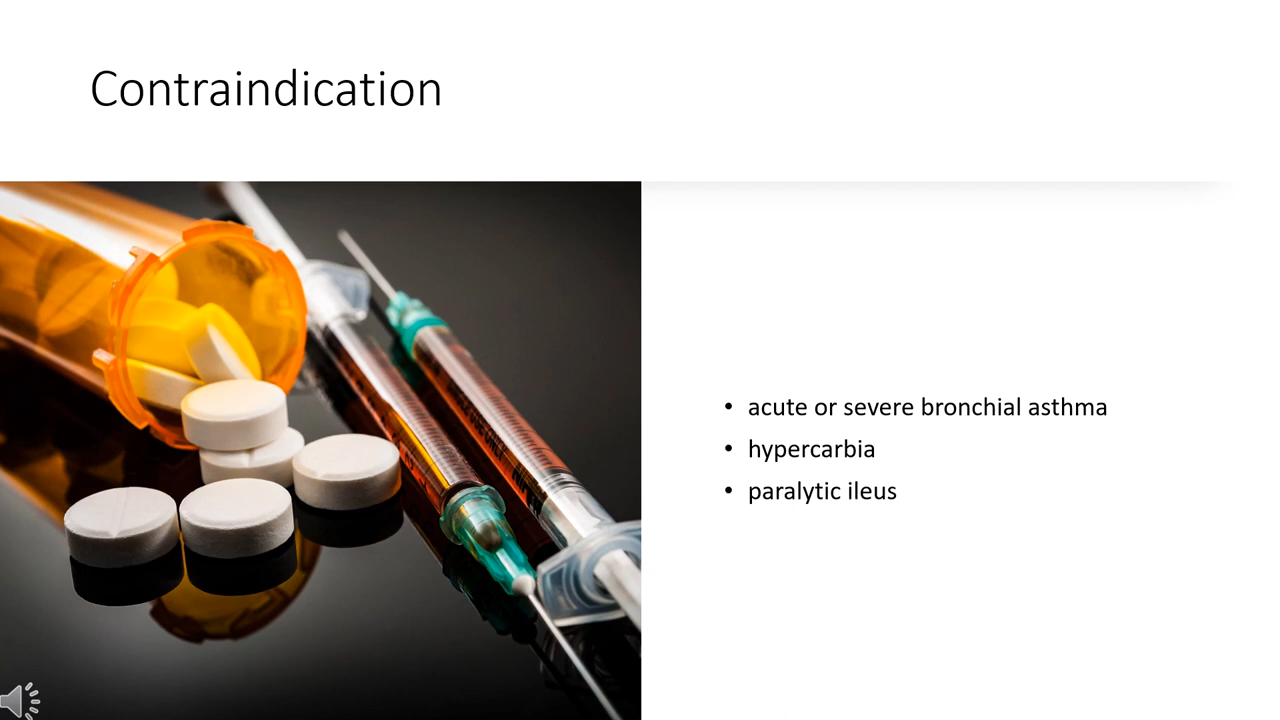 Contraindication
• acute or severe bronchial asthma
• hypercarbia
• paralytic ileus